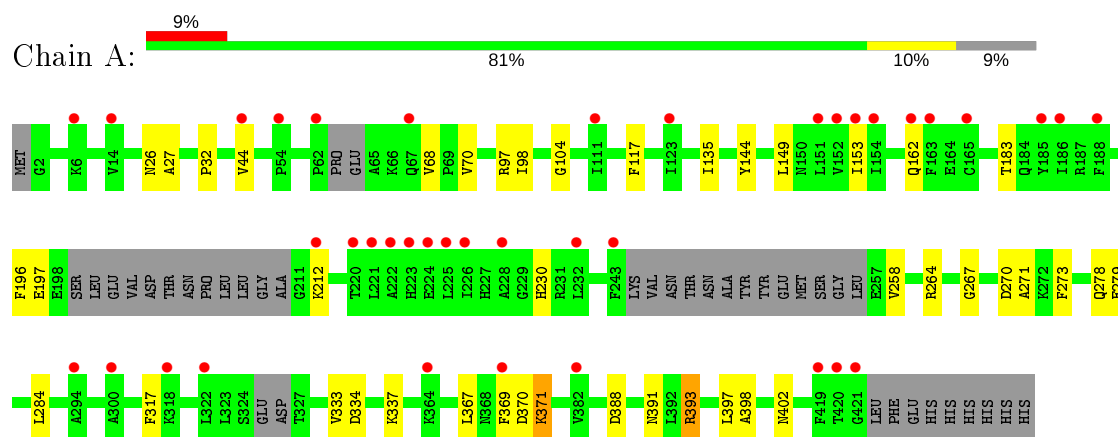 9%
Chain A:
81% 10% 9%
MET G2 K6 V14 N26 A27 P32 V44 P54 P62 PRO GLU A65 K66 Q67 V68 P69 V70 R97 I98 G104 I111 F117 I123 I135 Y144 L149 N150 L151 V152 I153 I154 Q162 F163 E164 C165 T183 Q184 Y185 I186 R187 F188
F196 E197 E198 SER LEU GLU VAL ASP THR ASN PRO LEU LEU GLY ALA G211 K212 T220 L221 A222 H223 E224 L225 I226 H227 A228 G229 H230 R231 L232 F243 LYS VAL ASN THR ASN ALA TYR TYR GLU MET SER GLY LEU E257 V258 R264 G267 D270 A271 K272 F273 Q278
L284 A294 A300 F317 K318 L322 L323 S324 GLU ASP T327 V333 D334 K337 K364 L367 N368 F369 D370 K371 V382 D388 N391 L392 R393 L397 A398 N402 F419 T420 G421 LEU PHE GLU HIS HIS HIS HIS HIS HIS